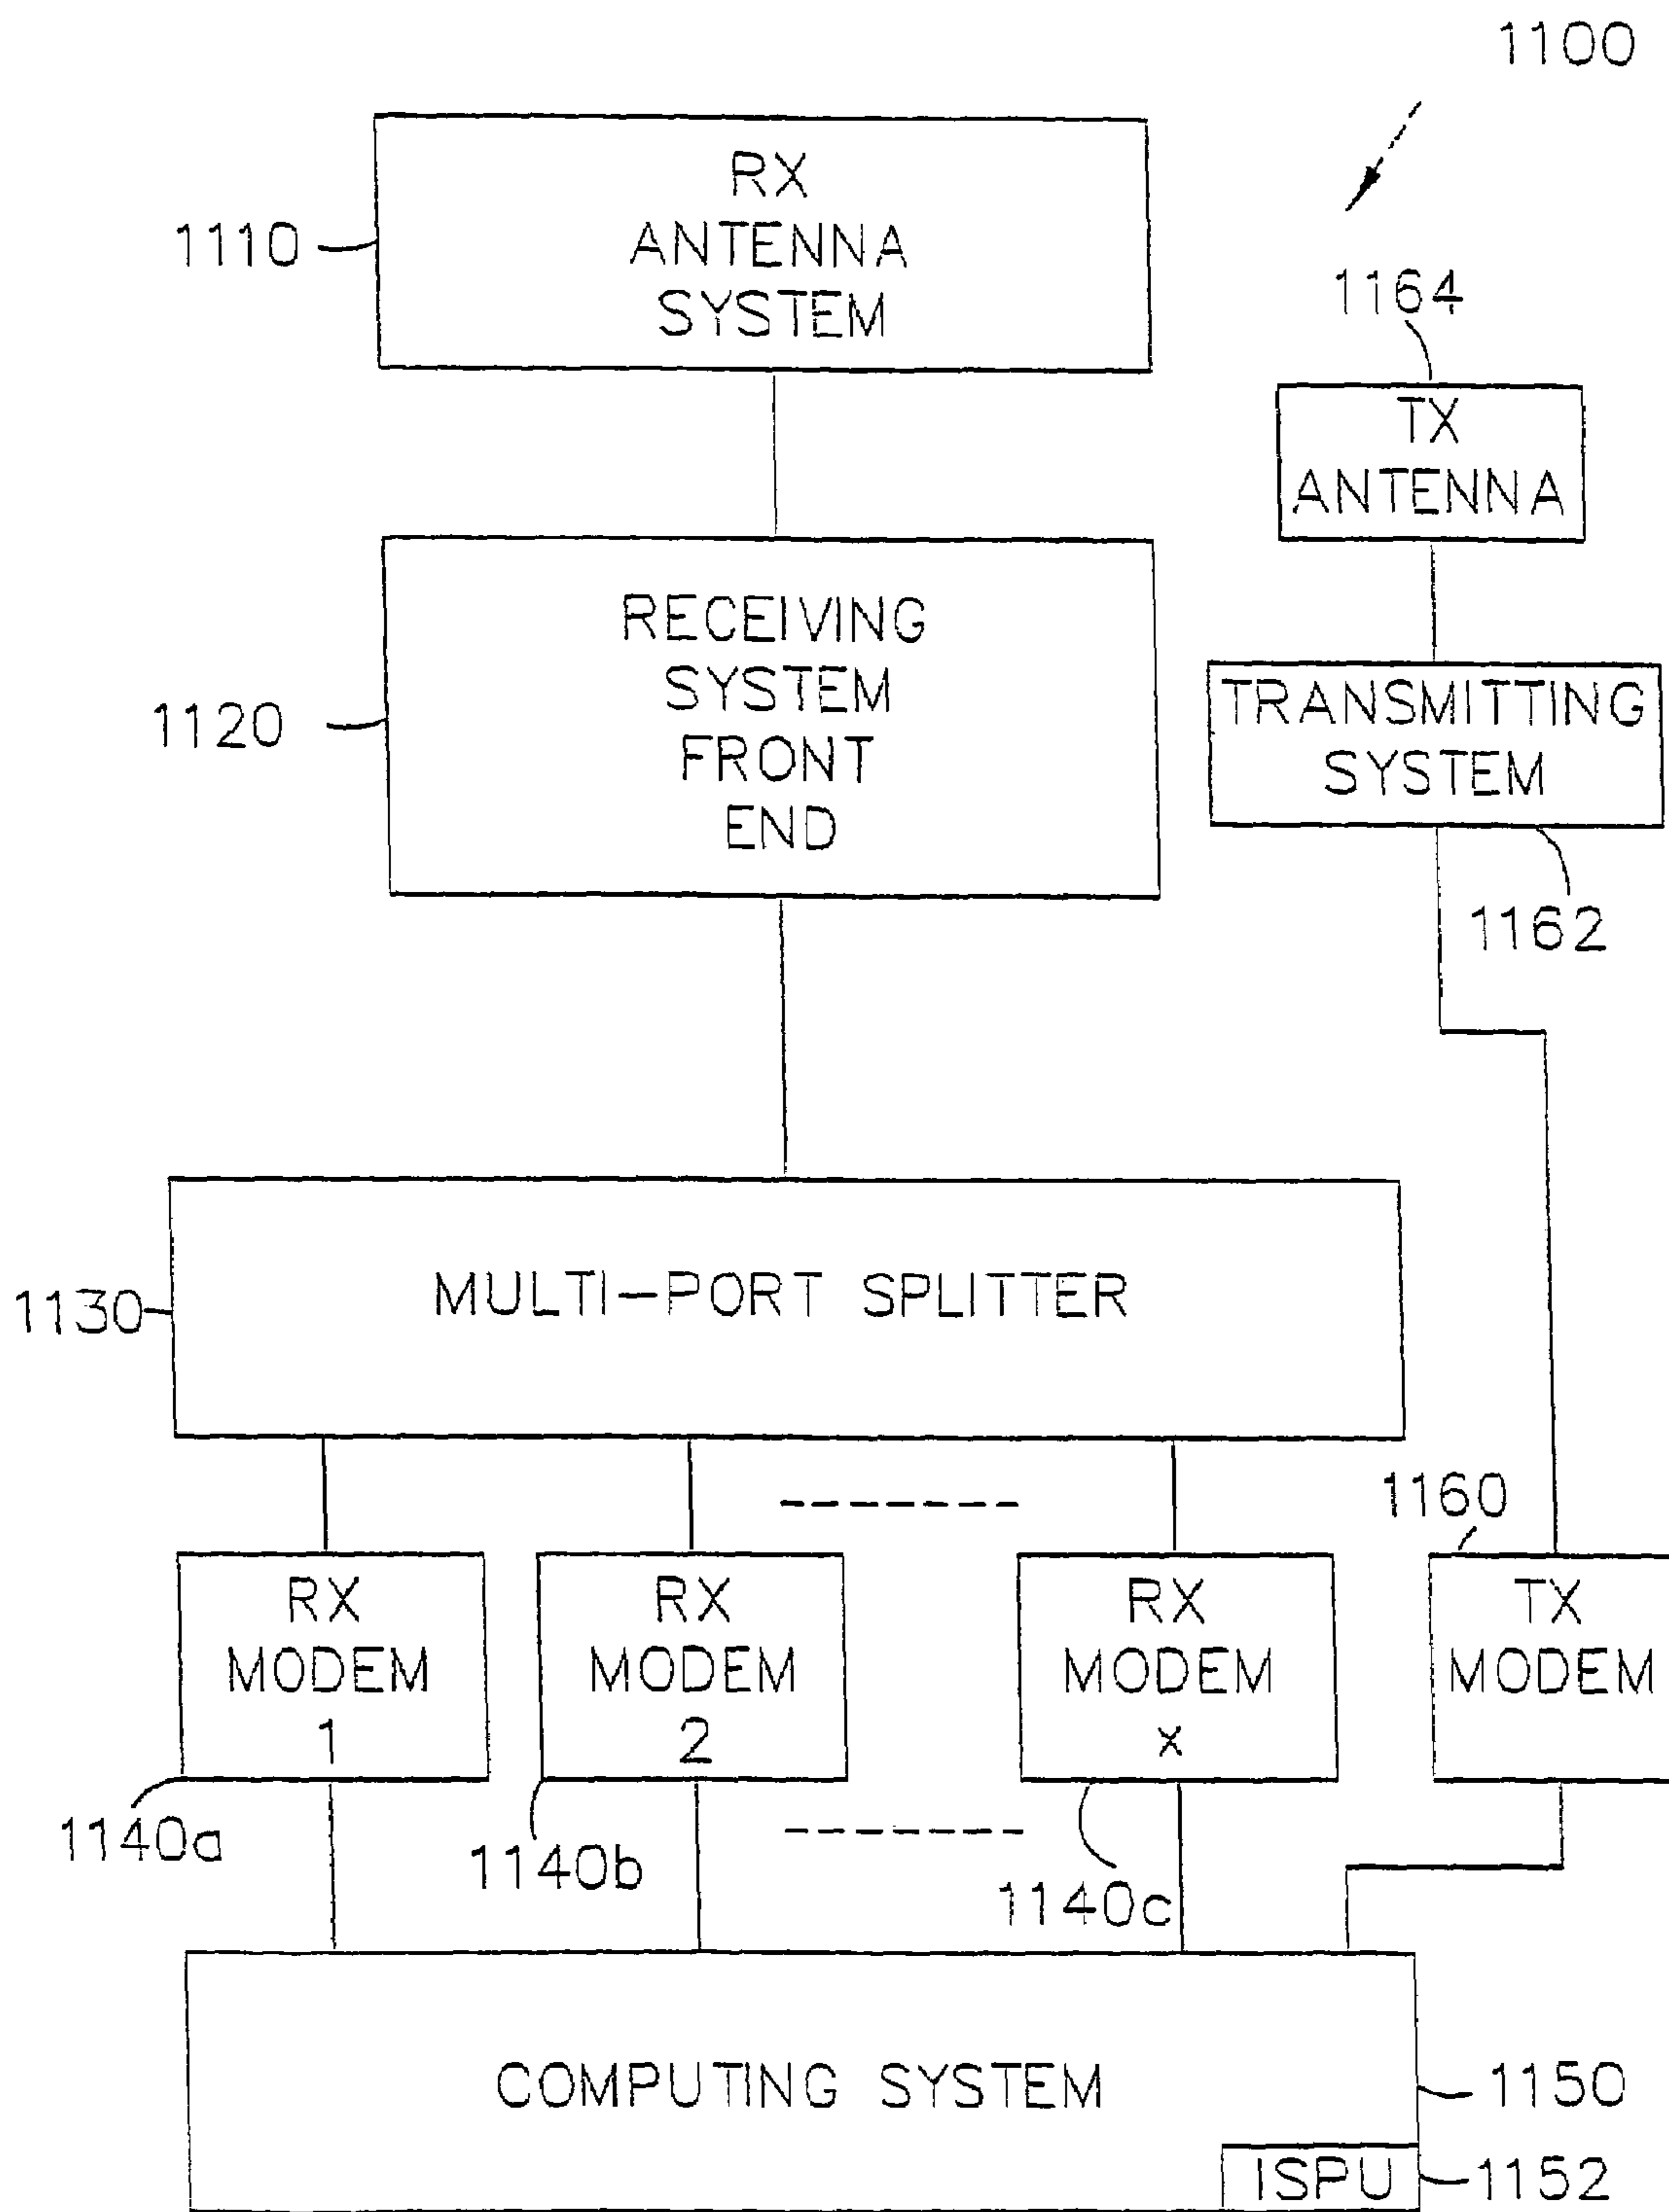 1100
RX
ANTENNA
SYSTEM
1110
1164
TX
ANTENNA
RECEIVING
SYSTEM
FRONT
END
1120
TRANSMITTING
SYSTEM
1162
MULTI-PORT SPLITTER
1130
1160
RX
MODEM
1
RX
MODEM
2
RX
MODEM
x
TX
MODEM
1140a
1140b
1140c
COMPUTING SYSTEM
1150
ISPU
1152